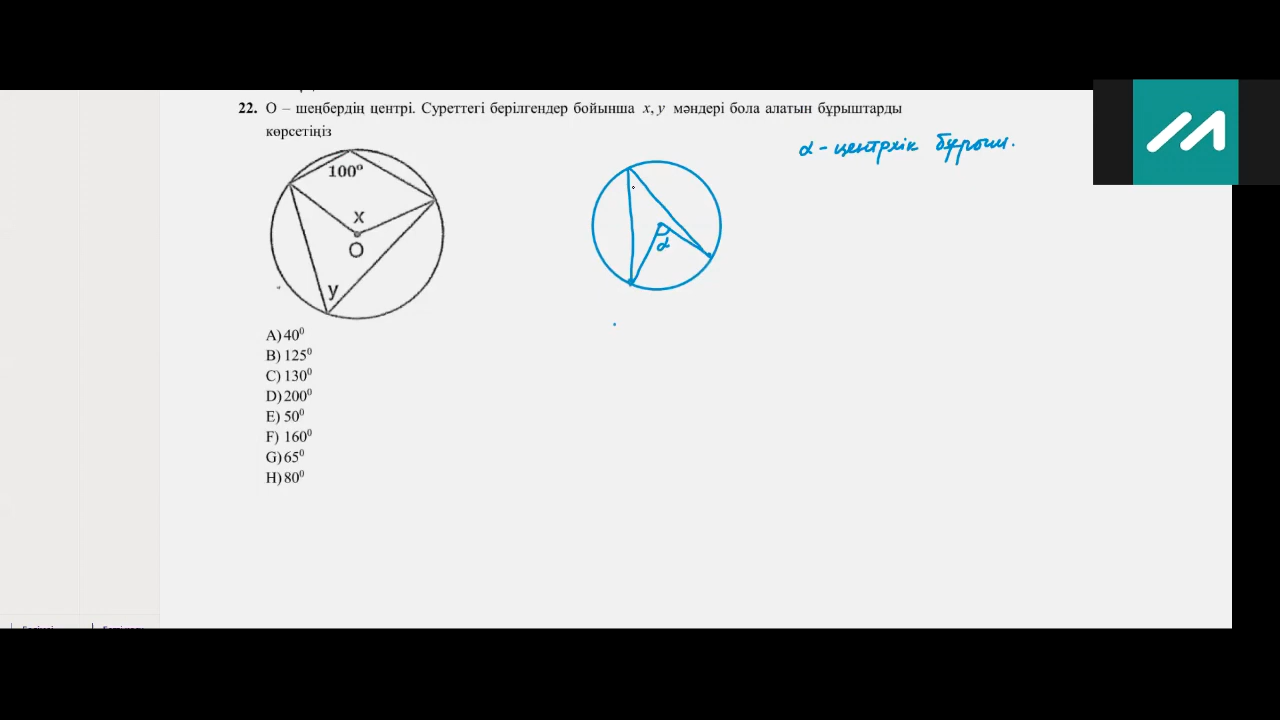 22. О – шеңбердің центрі. Суреттегі берілгендер бойынша x, y мәндері бола алатын бұрыштарды
көрсетіңіз
α - центрлік бұрыш.
100⁰
x
O
y
α
A) 40⁰
B) 125⁰
C) 130⁰
D) 200⁰
E) 50⁰
F) 160⁰
G) 65⁰
H) 80⁰